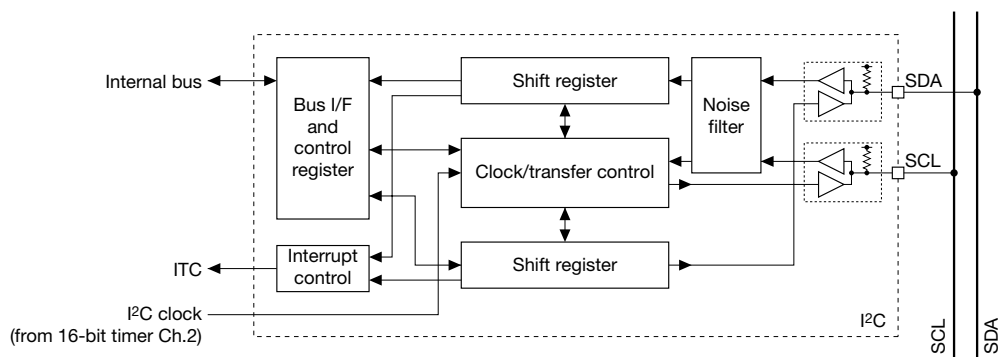 Internal bus
Bus I/F
and
control
register
Shift register
Noise
filter
SDA
Clock/transfer control
SCL
ITC
Interrupt
control
Shift register
I²C clock
(from 16-bit timer Ch.2)
I²C
SCL
SDA